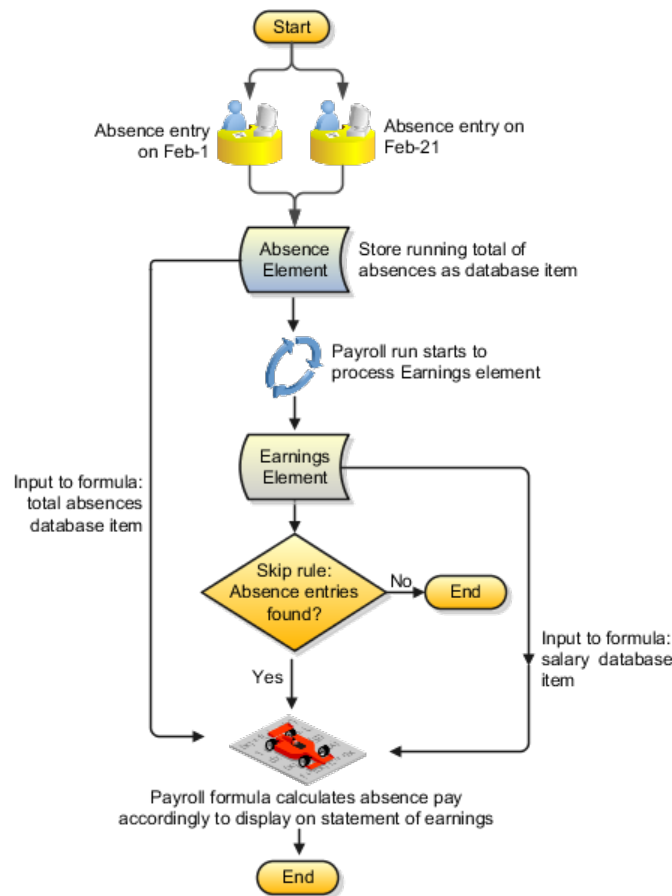 Start
Absence entry
on Feb-1
Absence entry on
Feb-21
Absence
Element
Store running total of
absences as database item
Payroll run starts to
process Earnings element
Earnings
Element
Input to formula:
total absences
database item
Skip rule:
Absence entries
found?
No
End
Input to formula:
salary database
item
Yes
Payroll formula calculates absence pay
accordingly to display on statement of earnings
End